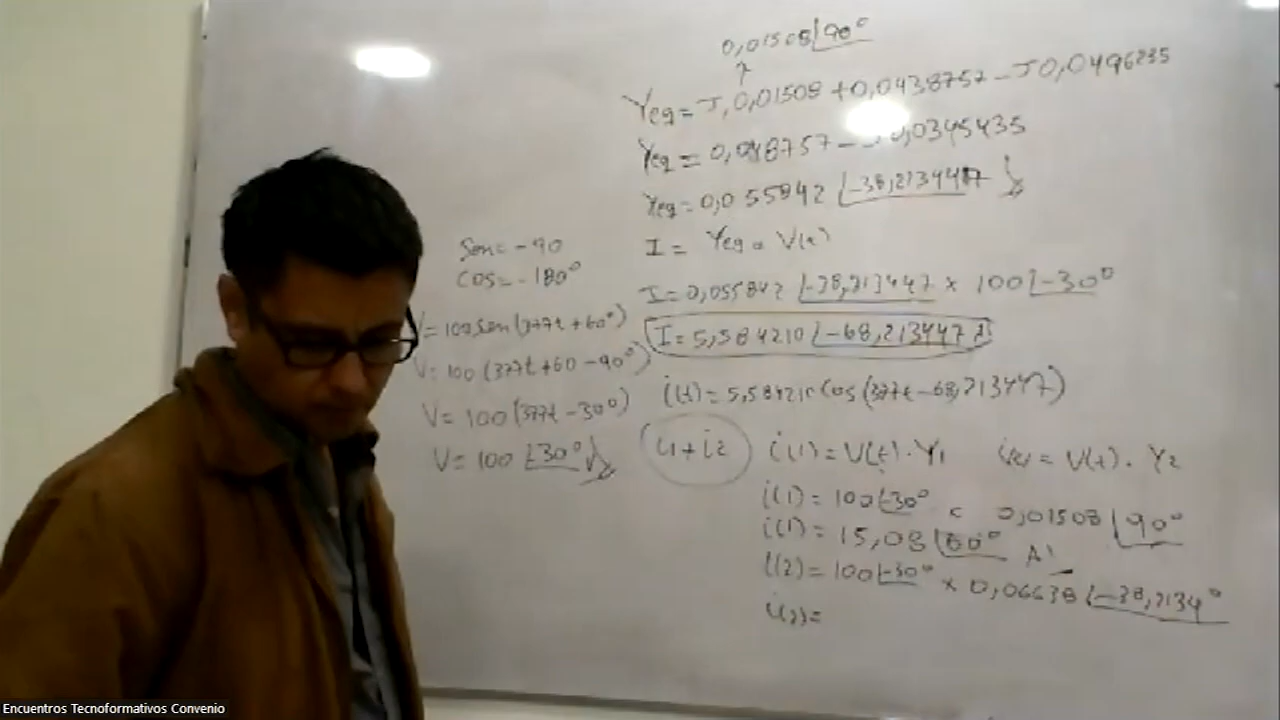 0,01508∠90°
Yeq = J,0,01508 + 0,0438757 - J0,0496235
Yeq = 0,048757 - 0,0345435
Yeq = 0,055842 ∠-38,2134477
I = Yeq . V(t)
I = 0,055842 ∠-38,213447 × 100∠-30°
I = 5,584210 ∠-68,213447
i(t) = 5,584210 Cos (377t - 68,213447)
Sen = -90
COS = -180°
V = 100 Sen (377t + 60°)
V = 100 (377t + 60 - 90°)
V = 100 (377t - 30°)
V = 100 ∠-30° V
i1 + i2
i(1) = V(t) . Y1
i(2) = V(t) . Y2
i(1) = 100∠-30° × 0,01508 ∠90°
i(1) = 15,08 ∠60° A
i(2) = 100∠-30° × 0,06638 ∠-38,2134°
i(2) =
Encuentros Tecnoformativos Convenio